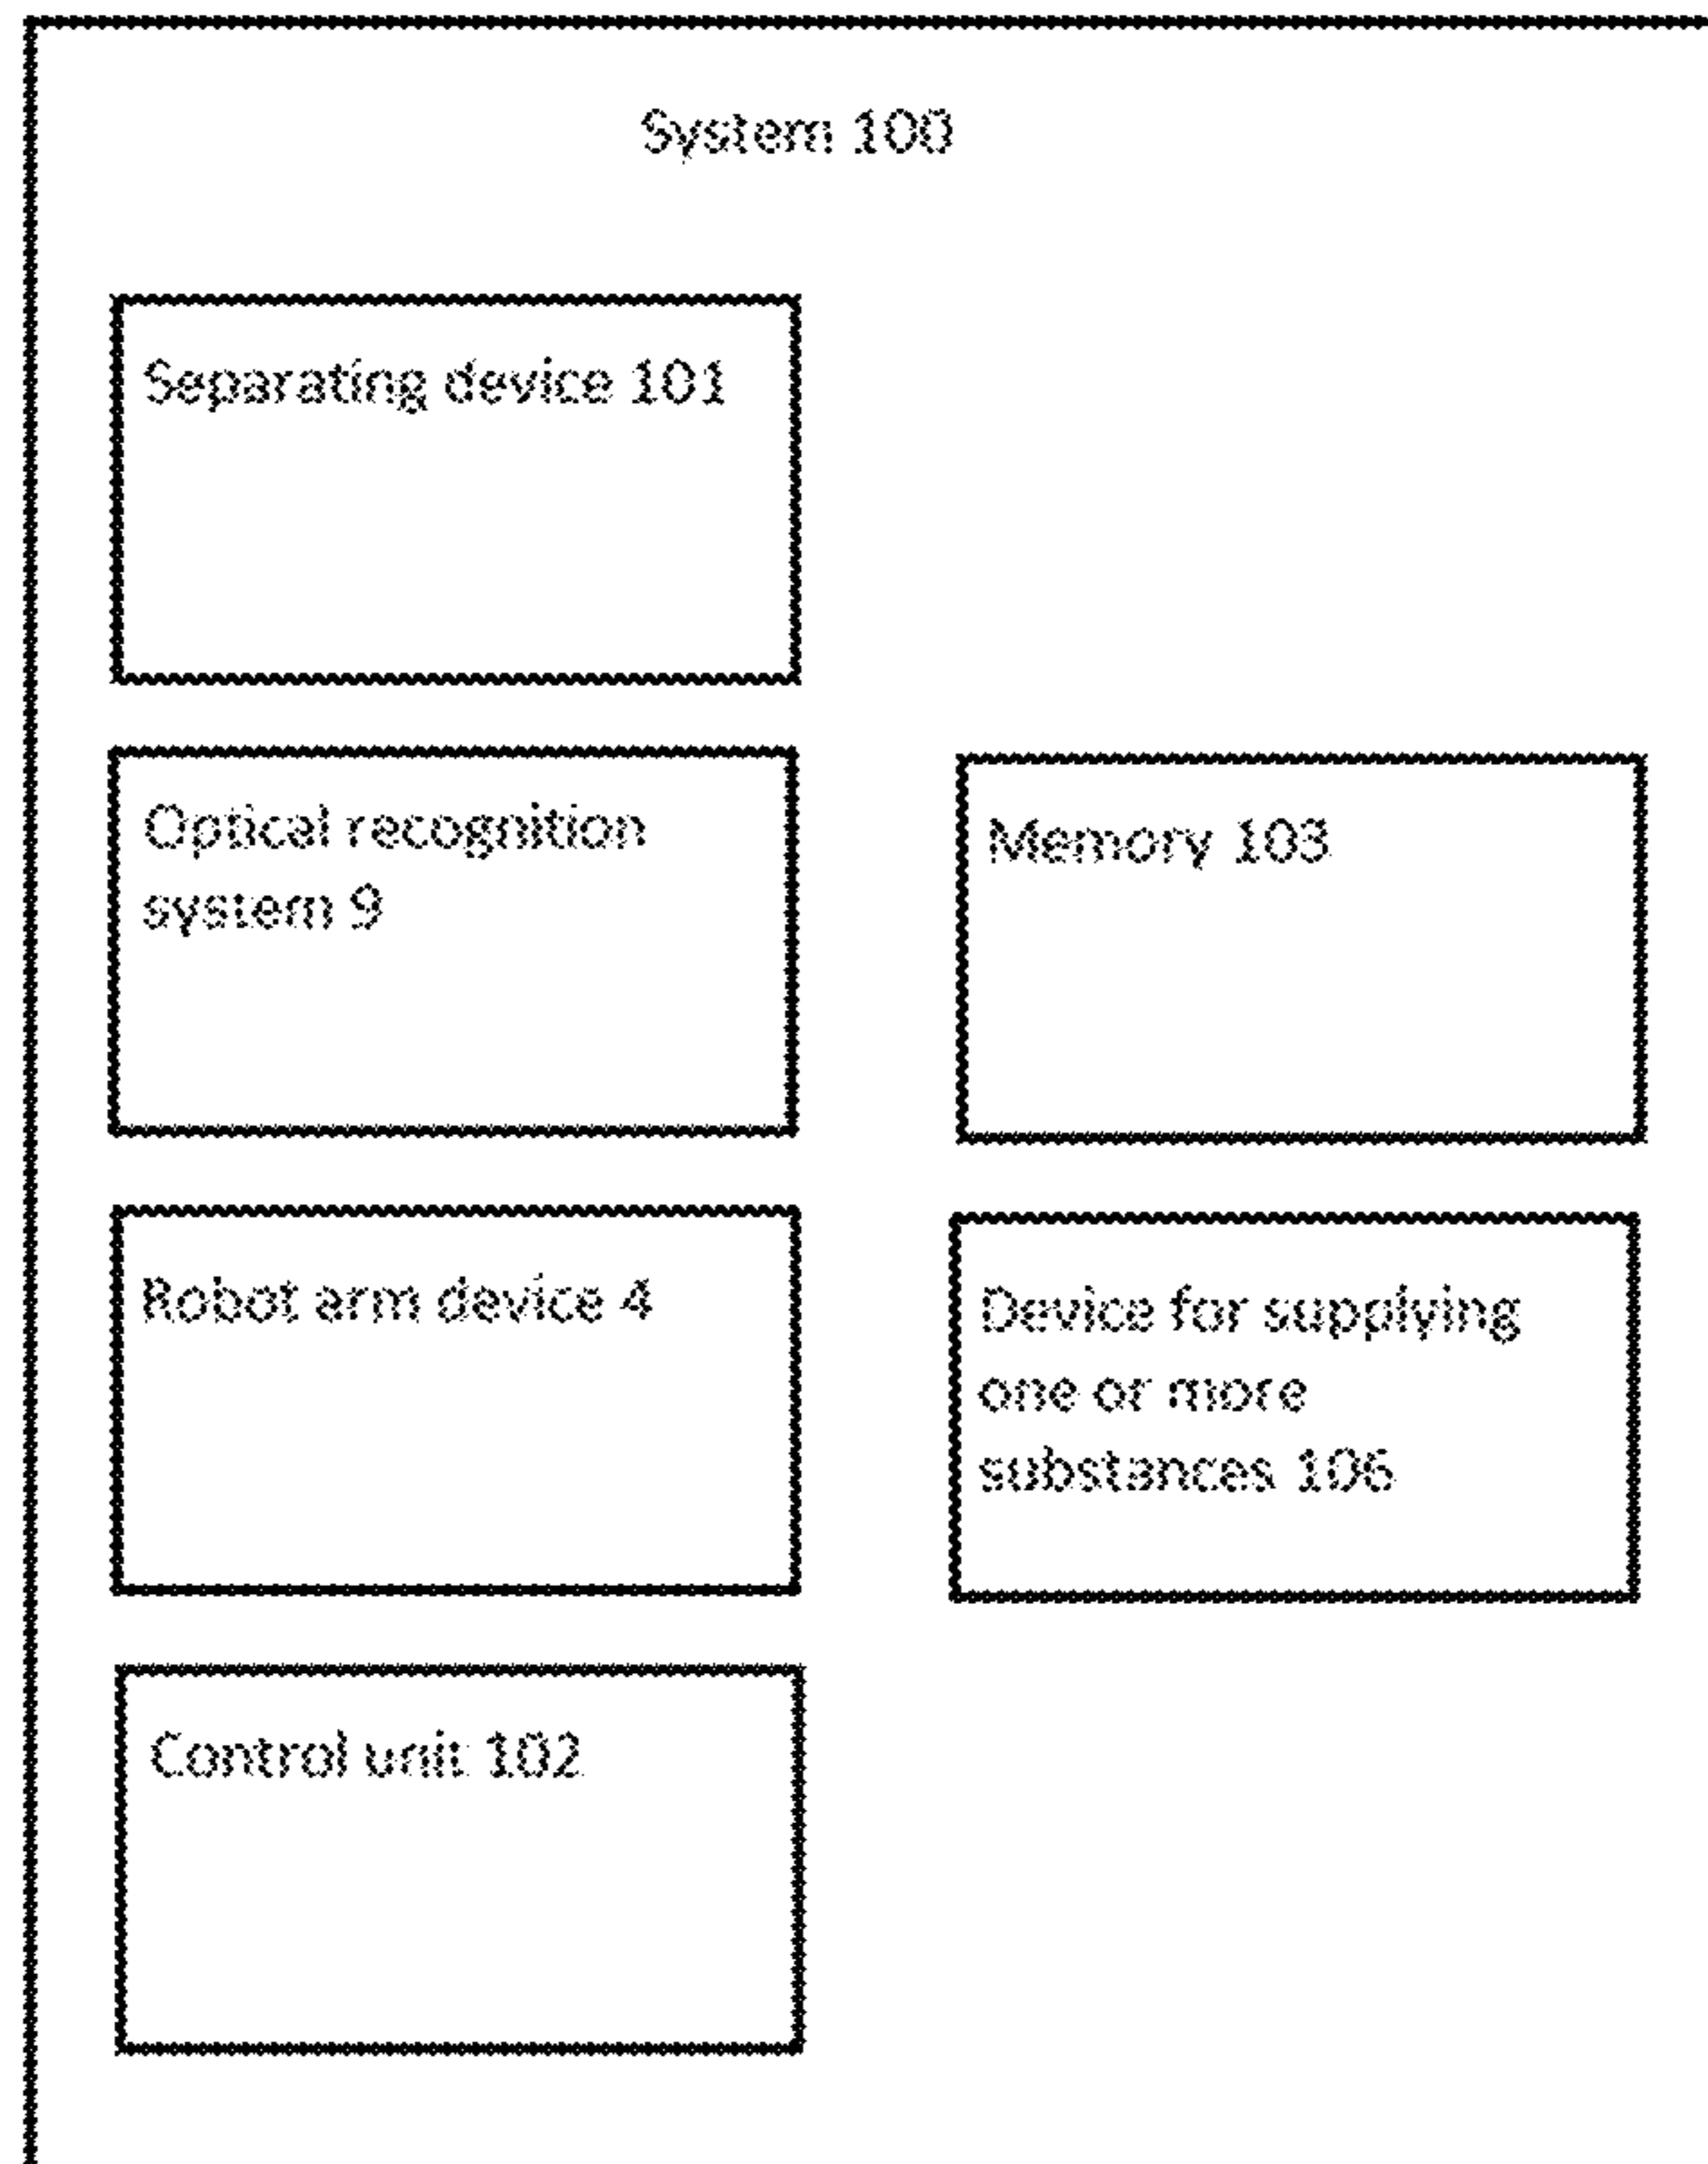 System 100
Separating device 101
Optical recognition
system 9
Memory 103
Robot arm device 4
Device for supplying
one or more
substances 106
Control unit 102